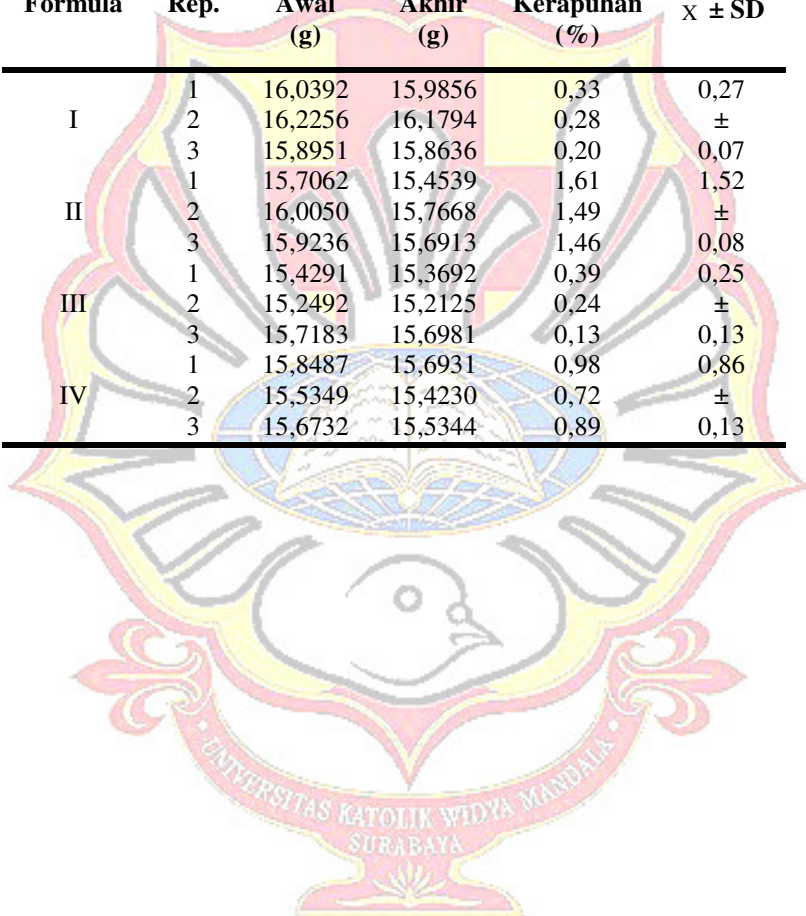 Formula Rep. Awal Akhir Kerapuhan X ± SD
(g) (g) (%)
1 16,0392 15,9856 0,33 0,27
I 2 16,2256 16,1794 0,28 ±
3 15,8951 15,8636 0,20 0,07
1 15,7062 15,4539 1,61 1,52
II 2 16,0050 15,7668 1,49 ±
3 15,9236 15,6913 1,46 0,08
1 15,4291 15,3692 0,39 0,25
III 2 15,2492 15,2125 0,24 ±
3 15,7183 15,6981 0,13 0,13
1 15,8487 15,6931 0,98 0,86
IV 2 15,5349 15,4230 0,72 ±
3 15,6732 15,5344 0,89 0,13
UNIVERSITAS KATOLIK WIDYA MANDALA
SURABAYA